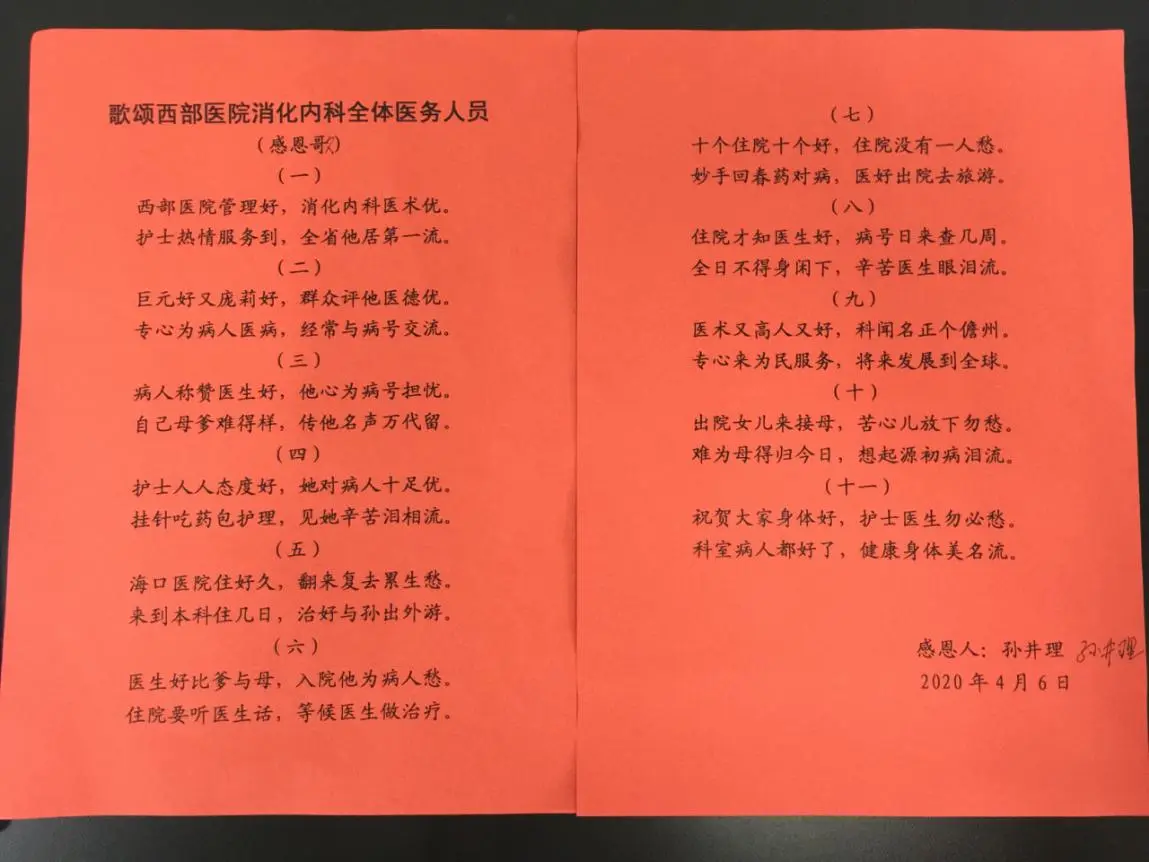 歌颂西部医院消化内科全体医务人员
（感恩歌）
（一）
西部医院管理好，消化内科医术优。
护士热情服务到，全省他居第一流。
（二）
巨元好又庞莉好，群众评他医德优。
专心为病人医病，经常与病号交流。
（三）
病人称赞医生好，他心为病号担忧。
自己母爹难得样，传他名声万代留。
（四）
护士人人态度好，她对病人十足优。
挂针吃药包护理，见她辛苦泪相流。
（五）
海口医院住好久，翻来复去累生愁。
来到本科住几日，治好与孙出外游。
（六）
医生好比爹与母，入院他为病人愁。
住院要听医生话，等候医生做治疗。
（七）
十个住院十个好，住院没有一人愁。
妙手回春药对病，医好出院去旅游。
（八）
住院才知医生好，病号日来查几周。
全日不得身闲下，辛苦医生眼泪流。
（九）
医术又高人又好，科闻名正个儋州。
专心来为民服务，将来发展到全球。
（十）
出院女儿来接母，苦心儿放下勿愁。
难为母得归今日，想起源初病泪流。
（十一）
祝贺大家身体好，护士医生勿必愁。
科室病人都好了，健康身体美名流。
感恩人：孙井理 孙井理
2020年4月6日